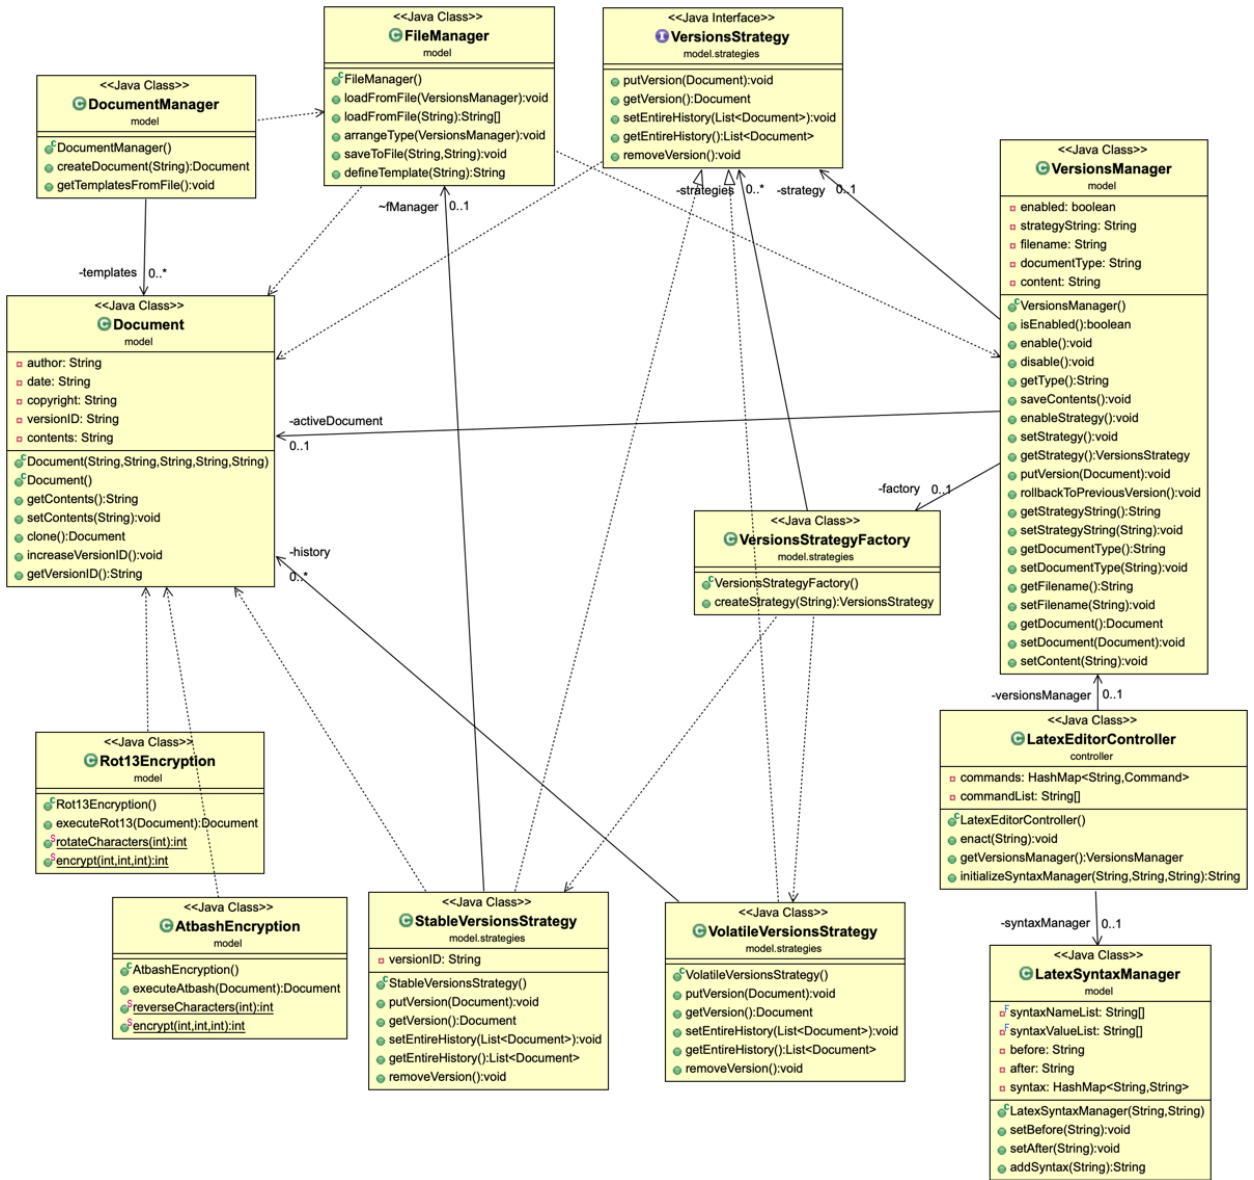 <<Java Class>>
FileManager
model
FileManager()
loadFromFile(VersionsManager):void
loadFromFile(String):String[]
arrangeType(VersionsManager):void
saveToFile(String,String):void
defineTemplate(String):String
<<Java Interface>>
VersionsStrategy
model.strategies
putVersion(Document):void
getVersion():Document
setEntireHistory(List<Document>):void
getEntireHistory():List<Document>
removeVersion():void
<<Java Class>>
DocumentManager
model
DocumentManager()
createDocument(String):Document
getTemplatesFromFile():void
<<Java Class>>
VersionsManager
model
enabled: boolean
strategyString: String
filename: String
documentType: String
content: String
VersionsManager()
isEnabled():boolean
enable():void
disable():void
getType():String
saveContents():void
enableStrategy():void
setStrategy():void
getStrategy():VersionsStrategy
putVersion(Document):void
rollbackToPreviousVersion():void
getStrategyString():String
setStrategyString(String):void
getDocumentType():String
setDocumentType(String):void
getFilename():String
setFilename(String):void
getDocument():Document
setDocument(Document):void
setContent(String):void
~fManager 0..1
-strategies 0..*
-strategy 0..1
-templates 0..*
<<Java Class>>
Document
model
author: String
date: String
copyright: String
versionID: String
contents: String
Document(String,String,String,String,String)
Document()
getContents():String
setContents(String):void
clone():Document
increaseVersionID():void
getVersionID():String
-activeDocument
0..1
-factory 0..1
-history
0..*
<<Java Class>>
VersionsStrategyFactory
model.strategies
VersionsStrategyFactory()
createStrategy(String):VersionsStrategy
-versionsManager 0..1
<<Java Class>>
LatexEditorController
controller
commands: HashMap<String,Command>
commandList: String[]
LatexEditorController()
enact(String):void
getVersionsManager():VersionsManager
initializeSyntaxManager(String,String,String):String
<<Java Class>>
Rot13Encryption
model
Rot13Encryption()
executeRot13(Document):Document
rotateCharacters(int):int
encrypt(int,int,int):int
<<Java Class>>
AtbashEncryption
model
AtbashEncryption()
executeAtbash(Document):Document
reverseCharacters(int):int
encrypt(int,int,int):int
<<Java Class>>
StableVersionsStrategy
model.strategies
versionID: String
StableVersionsStrategy()
putVersion(Document):void
getVersion():Document
setEntireHistory(List<Document>):void
getEntireHistory():List<Document>
removeVersion():void
<<Java Class>>
VolatileVersionsStrategy
model.strategies
VolatileVersionsStrategy()
putVersion(Document):void
getVersion():Document
setEntireHistory(List<Document>):void
getEntireHistory():List<Document>
removeVersion():void
-syntaxManager 0..1
<<Java Class>>
LatexSyntaxManager
model
syntaxNameList: String[]
syntaxValueList: String[]
before: String
after: String
syntax: HashMap<String,String>
LatexSyntaxManager(String,String)
setBefore(String):void
setAfter(String):void
addSyntax(String):String